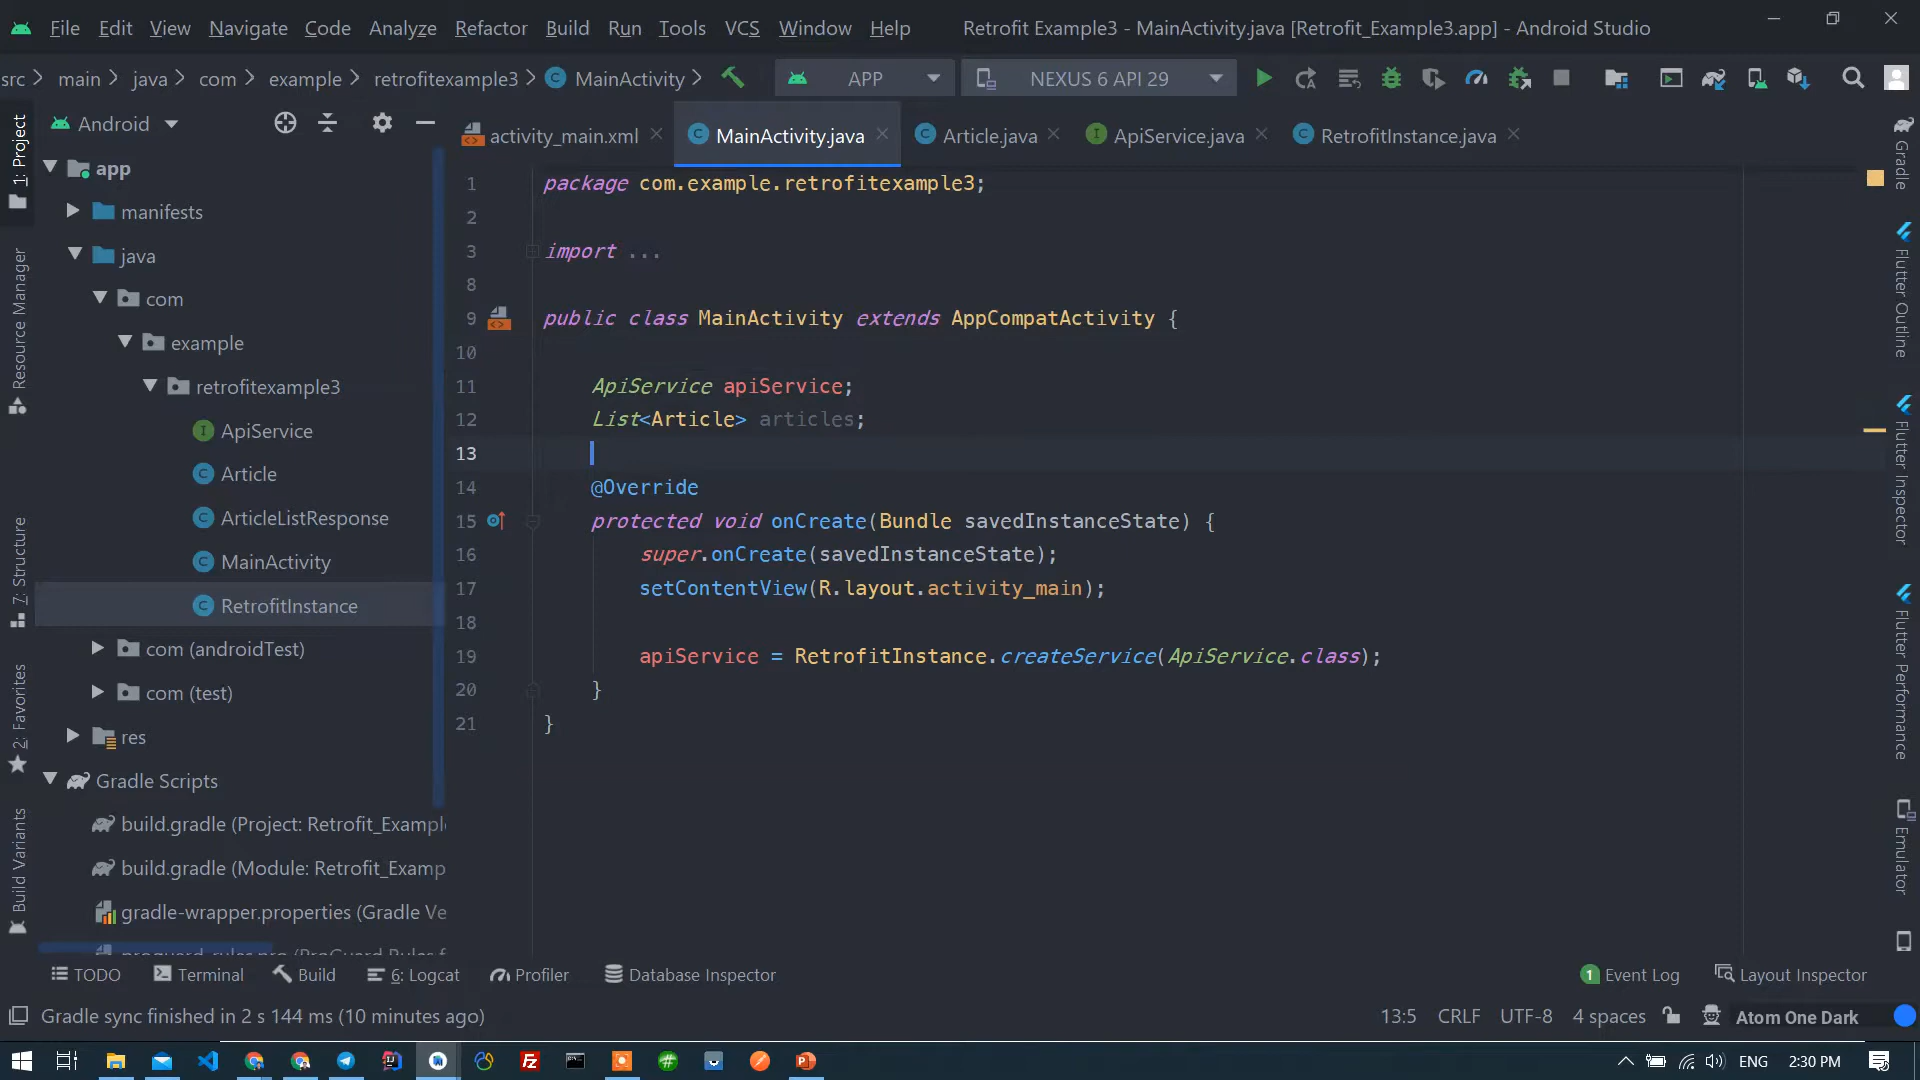 File Edit View Navigate Code Analyze Refactor Build Run Tools VCS Window Help Retrofit Example3 - MainActivity.java [Retrofit_Example3.app] - Android Studio
src main java com example retrofitexample3 MainActivity APP NEXUS 6 API 29
Android
activity_main.xml MainActivity.java Article.java ApiService.java RetrofitInstance.java
1: Project
Resource Manager
7: Structure
2: Favorites
Build Variants
app
manifests
java
com
example
retrofitexample3
ApiService
Article
ArticleListResponse
MainActivity
RetrofitInstance
com (androidTest)
com (test)
res
Gradle Scripts
build.gradle (Project: Retrofit_Example
build.gradle (Module: Retrofit_Examp
gradle-wrapper.properties (Gradle Ve
proguard-rules.pro (ProGuard Rules f
1 package com.example.retrofitexample3;
2
3 import ...
8
9 public class MainActivity extends AppCompatActivity {
10
11 ApiService apiService;
12 List<Article> articles;
13
14 @Override
15 protected void onCreate(Bundle savedInstanceState) {
16 super.onCreate(savedInstanceState);
17 setContentView(R.layout.activity_main);
18
19 apiService = RetrofitInstance.createService(ApiService.class);
20 }
21 }
Gradle
Flutter Outline
Flutter Inspector
Flutter Performance
Emulator
TODO Terminal Build 6: Logcat Profiler Database Inspector 1 Event Log Layout Inspector
Gradle sync finished in 2 s 144 ms (10 minutes ago) 13:5 CRLF UTF-8 4 spaces Atom One Dark
ENG 2:30 PM